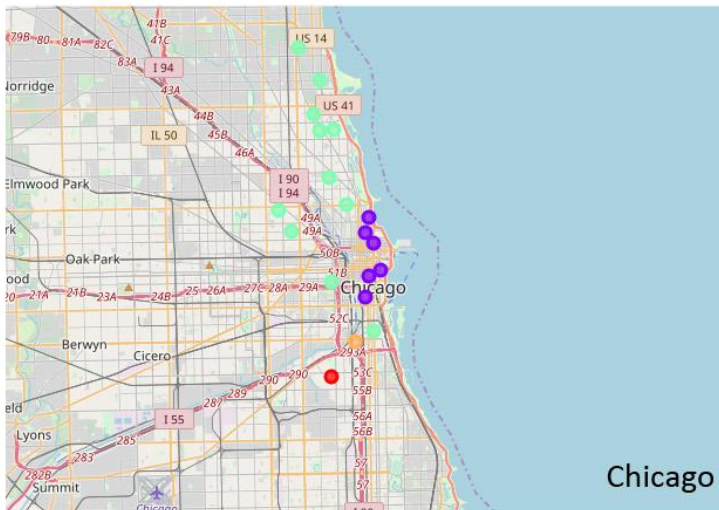 41B
79B
80
81A
82C
41C
US 14
83A
I 94
Norridge
43A
US 41
44B
IL 50
45B
46A
I 90
I 94
Elmwood Park
49A
49A
50B
Oak Park
51B
20
21A
21B
23A
24B
25
26A
27C
28A
29A
Chicago
52C
Berwyn
Cicero
293A
290
290
53C
289
55B
287
I 55
56A
285
56B
Lyons
283
57
282B
57
Summit
Chicago
Chicago